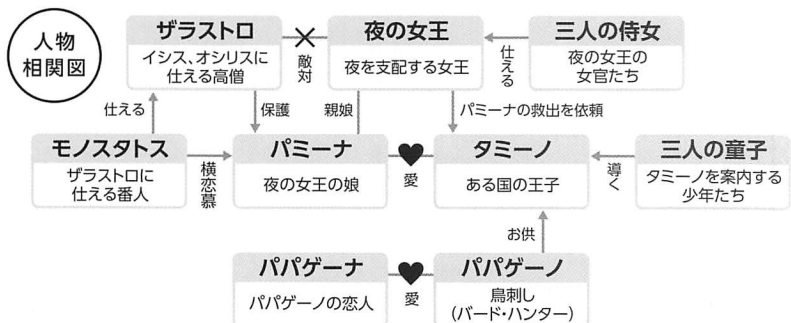 人物
相関図
ザラストロ
イシス、オシリスに
仕える高僧
敵対
夜の女王
夜を支配する女王
仕える
三人の侍女
夜の女王の
女官たち
仕える
保護
親娘
パミーナの救出を依頼
モノスタトス
ザラストロに
仕える番人
横恋慕
パミーナ
夜の女王の娘
愛
タミーノ
ある国の王子
導く
三人の童子
タミーノを案内する
少年たち
お供
パパゲーナ
パパゲーノの恋人
愛
パパゲーノ
鳥刺し
(バード・ハンター)